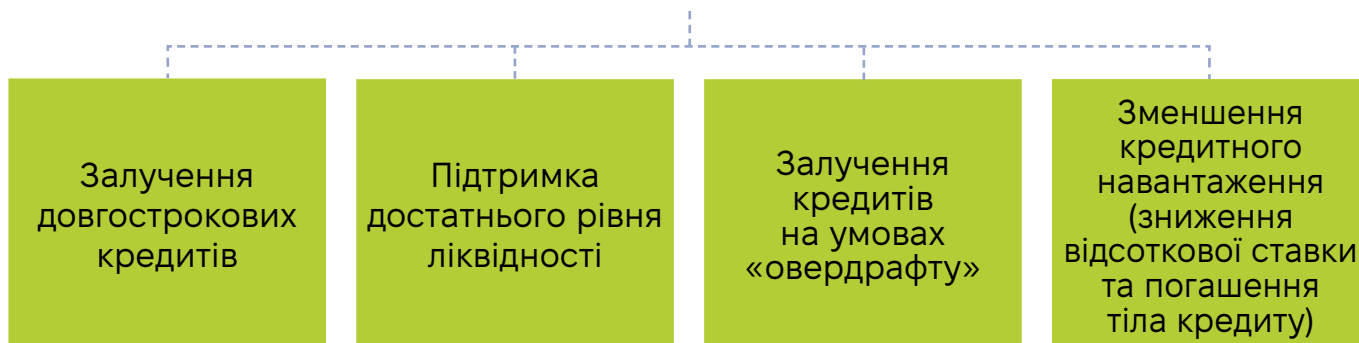 Залучення
довгострокових
кредитів
Підтримка
достатнього рівня
ліквідності
Залучення
кредитів
на умовах
«овердрафту»
Зменшення
кредитного
навантаження
(зниження
відсоткової ставки
та погашення
тіла кредиту)